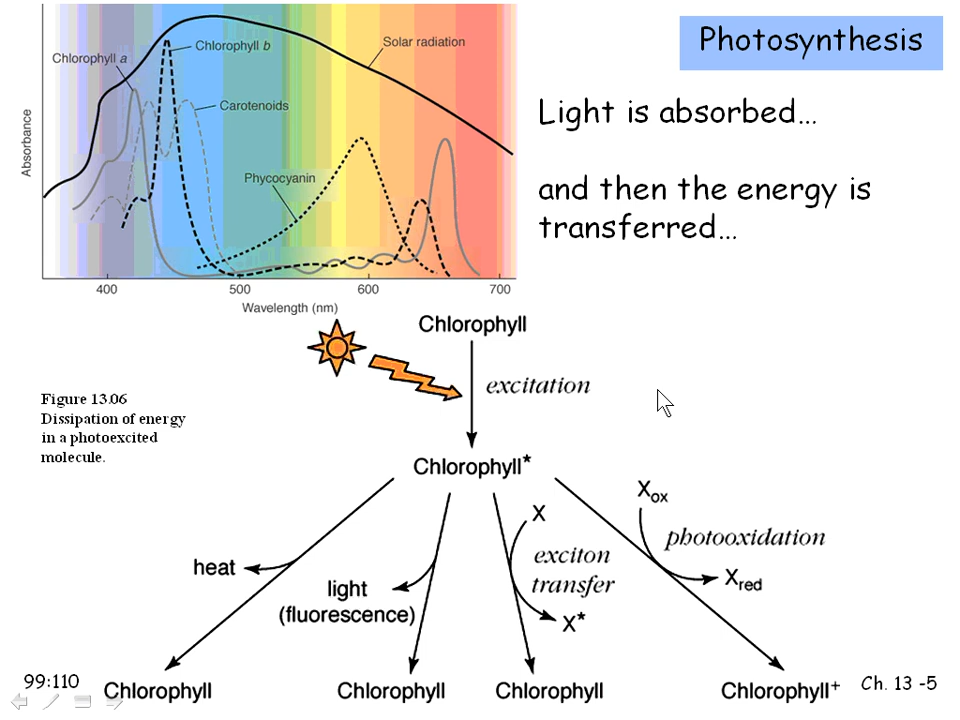 Photosynthesis
Light is absorbed...
and then the energy is
transferred...
Chlorophyll a
Chlorophyll b
Solar radiation
Carotenoids
Phycocyanin
Absorbance
400 500 600 700
Wavelength (nm)
Chlorophyll
excitation
Figure 13.06
Dissipation of energy
in a photoexcited
molecule.
Chlorophyll*
heat
light
(fluorescence)
X
exciton
transfer
X*
Xox
photooxidation
Xred
99:110
Chlorophyll
Chlorophyll
Chlorophyll
Chlorophyll+
Ch. 13 -5